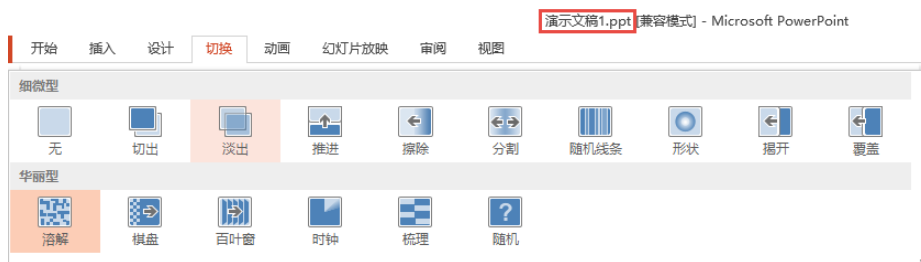 演示文稿1.ppt [兼容模式] - Microsoft PowerPoint
开始 插入 设计 切换 动画 幻灯片放映 审阅 视图
细微型
无 切出 淡出 推进 擦除 分割 随机线条 形状 揭开 覆盖
华丽型
?
溶解 棋盘 百叶窗 时钟 梳理 随机